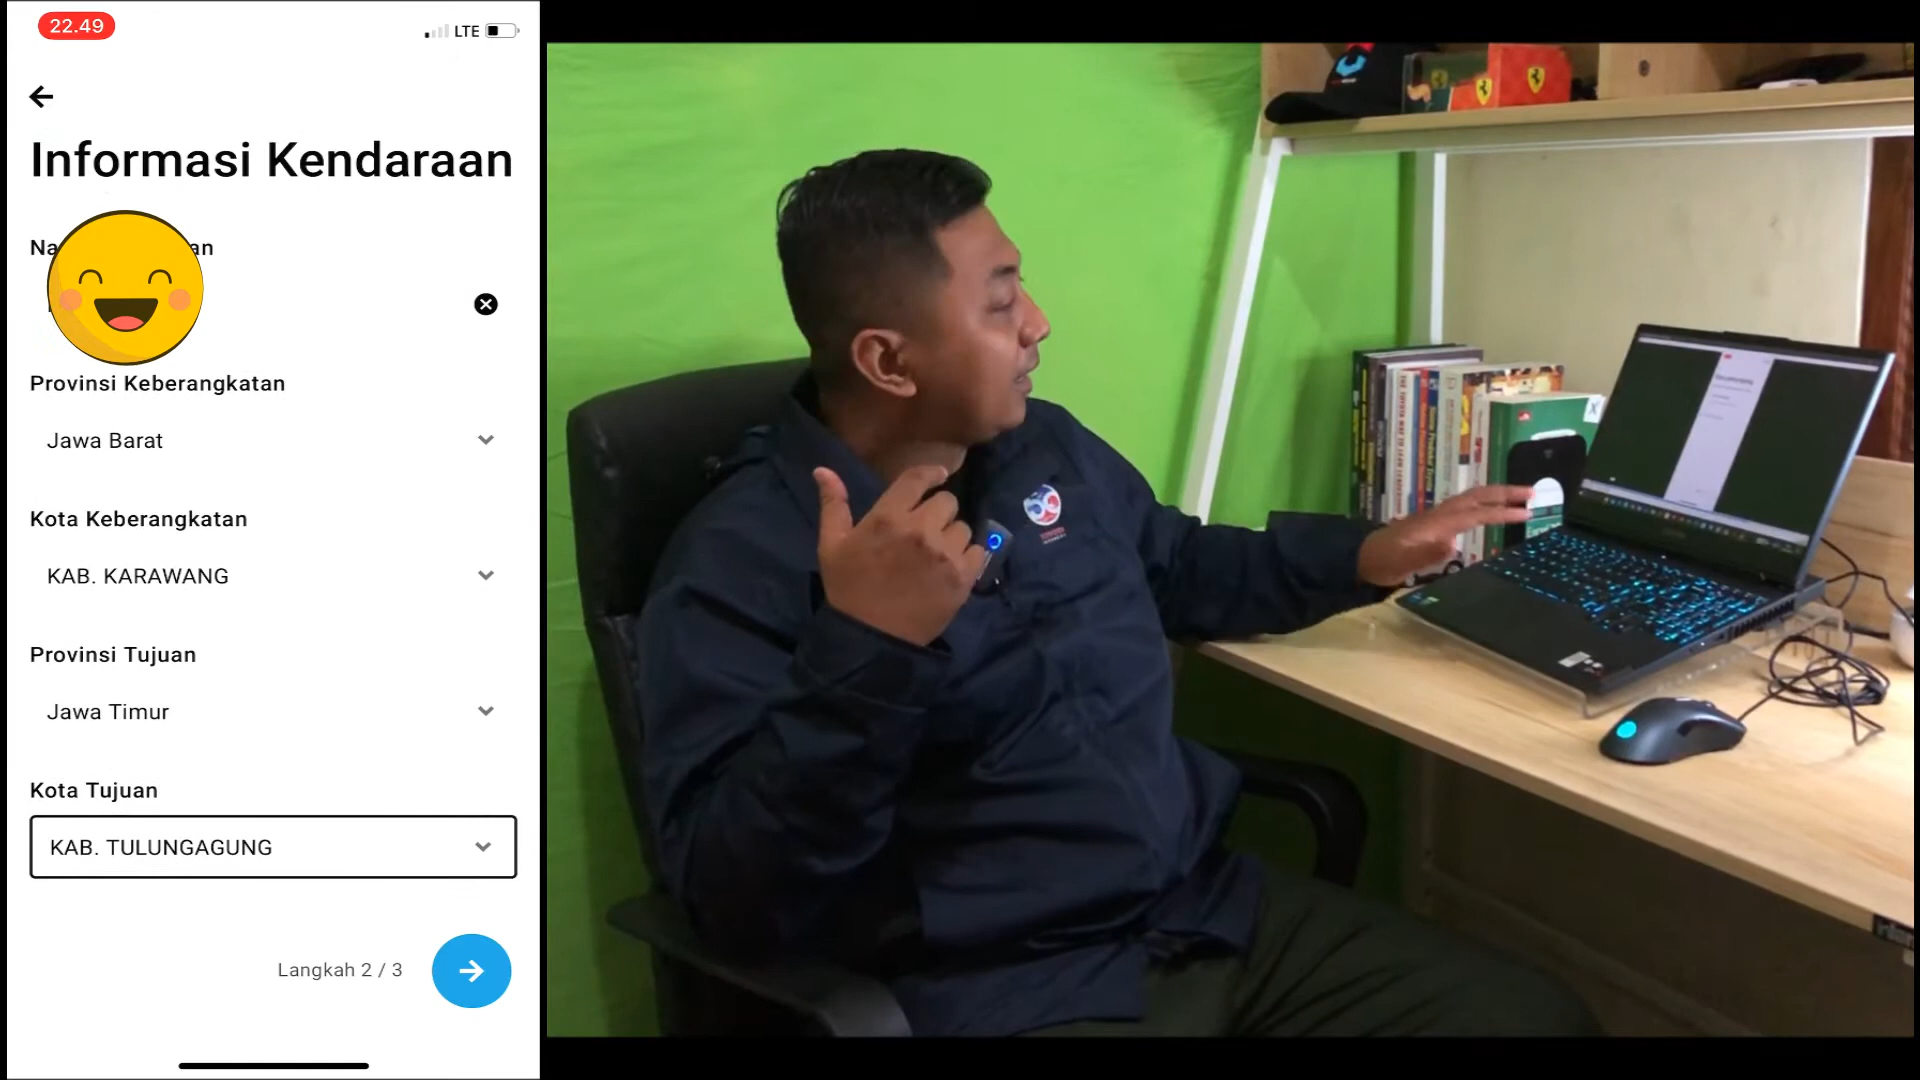 22.49
LTE
Informasi Kendaraan
Provinsi Keberangkatan
Jawa Barat
Kota Keberangkatan
KAB. KARAWANG
Provinsi Tujuan
Jawa Timur
Kota Tujuan
KAB. TULUNGAGUNG
Langkah 2 / 3